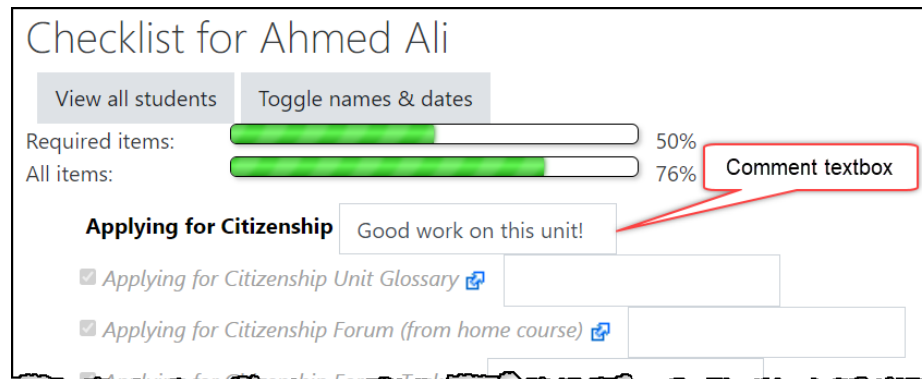 Checklist for Ahmed Ali
View all students Toggle names & dates
Required items: 50%
All items: 76%
Comment textbox
Applying for Citizenship Good work on this unit!
Applying for Citizenship Unit Glossary
Applying for Citizenship Forum (from home course)
Applying for